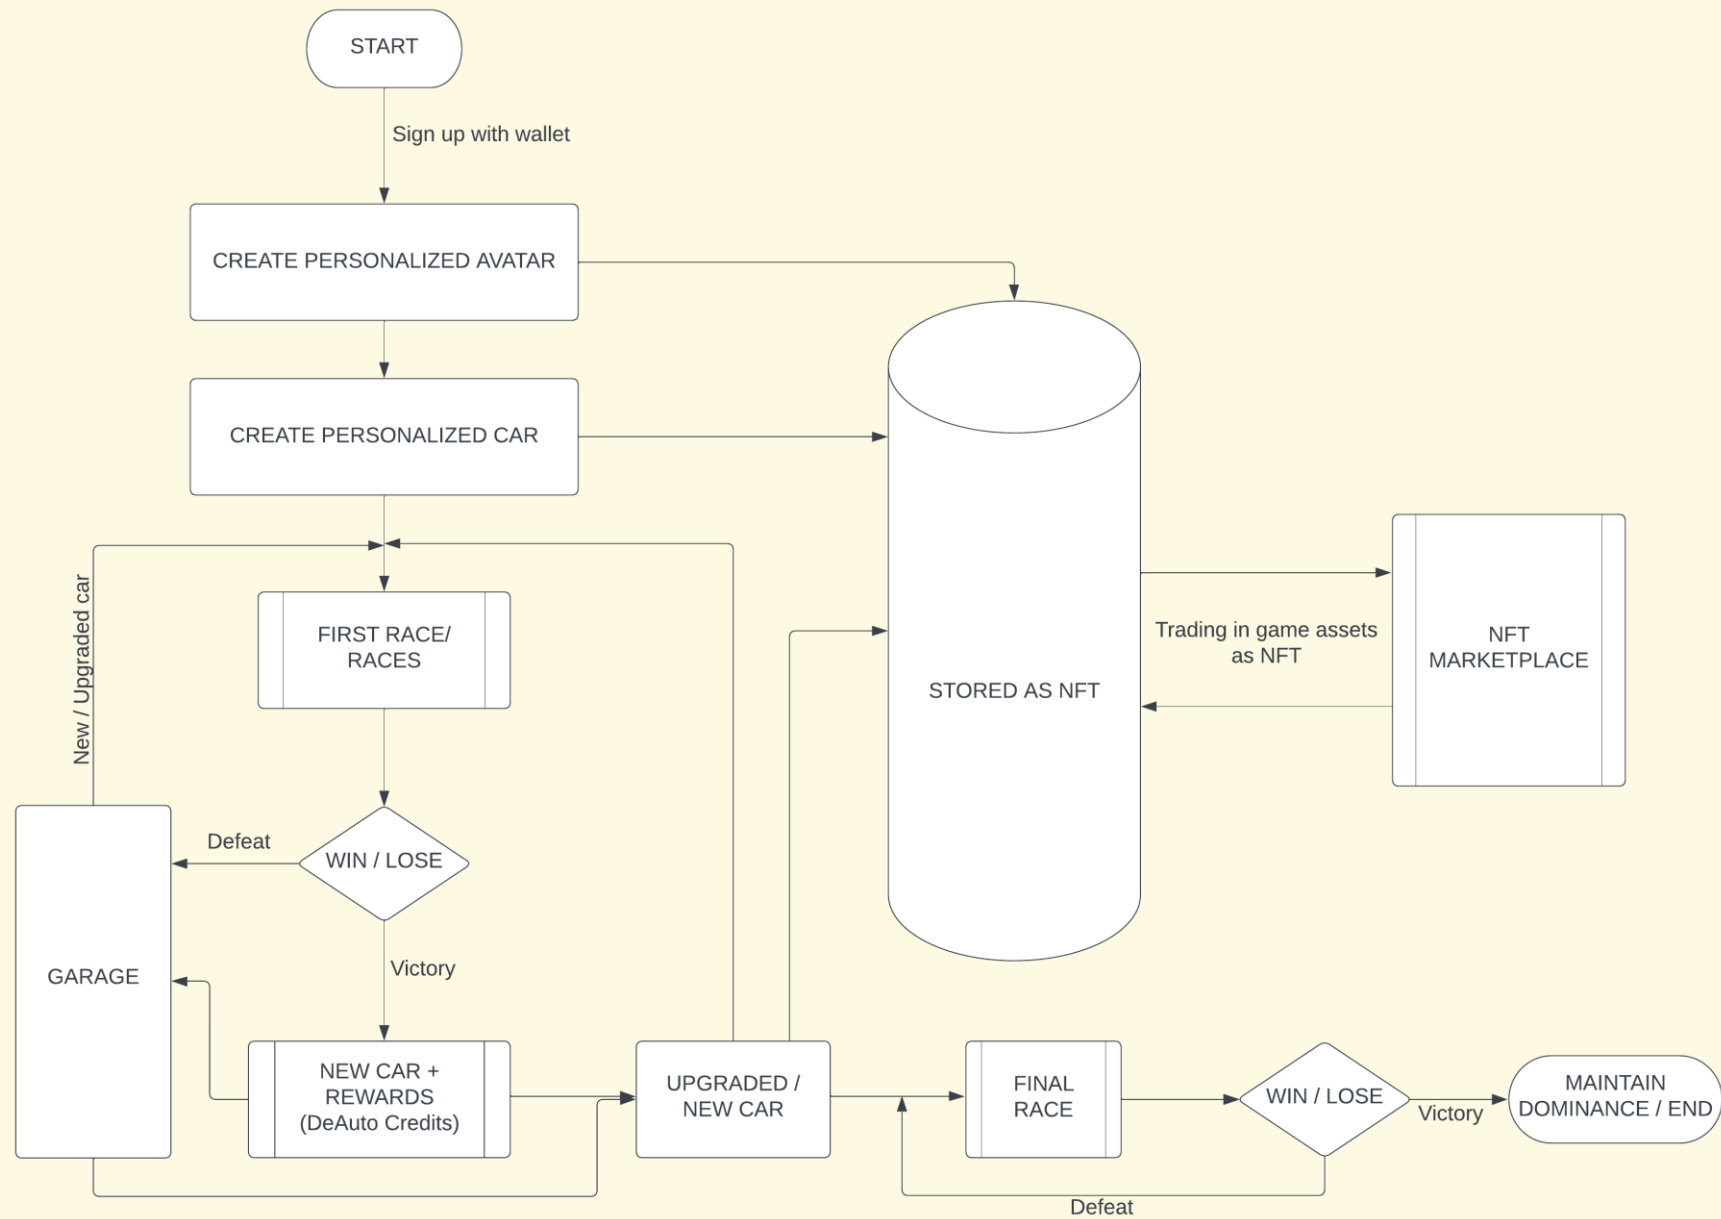 START
Sign up with wallet
CREATE PERSONALIZED AVATAR
CREATE PERSONALIZED CAR
New / Upgraded car
FIRST RACE/
RACES
STORED AS NFT
Trading in game assets
as NFT
NFT
MARKETPLACE
Defeat
WIN / LOSE
GARAGE
Victory
NEW CAR +
REWARDS
(DeAuto Credits)
UPGRADED /
NEW CAR
FINAL
RACE
WIN / LOSE
Victory
MAINTAIN
DOMINANCE / END
Defeat